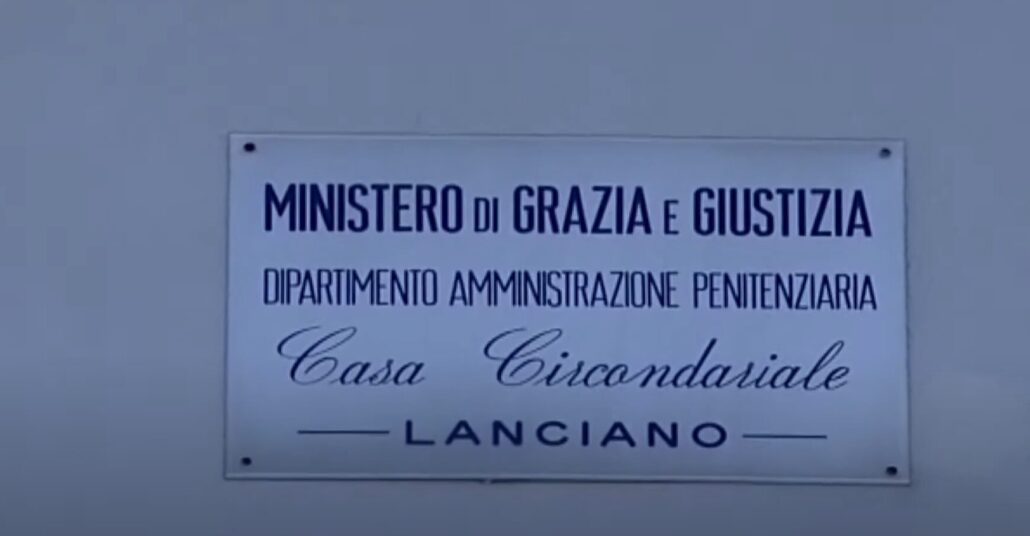 MINISTERO DI GRAZIA E GIUSTIZIA
DIPARTIMENTO AMMINISTRAZIONE PENITENZIARIA
Casa Circondariale
LANCIANO